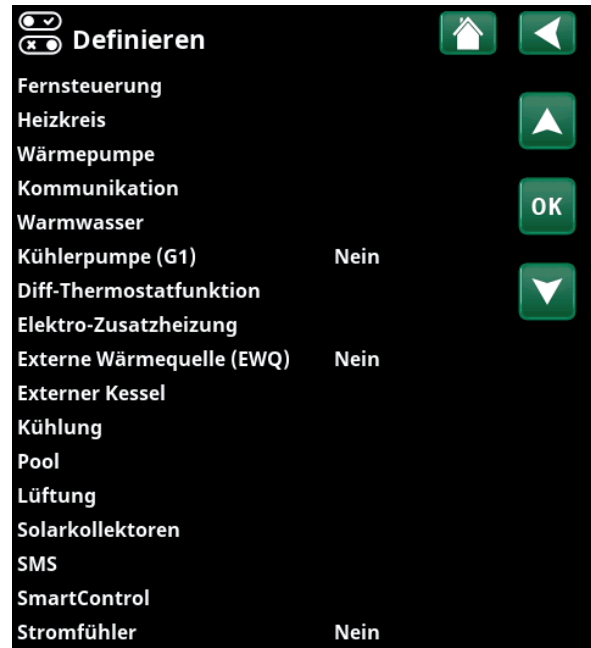 Definieren
Fernsteuerung
Heizkreis
Wärmepumpe
Kommunikation
Warmwasser
OK
Kühlerpumpe (G1) Nein
Diff-Thermostatfunktion
Elektro-Zusatzheizung
Externe Wärmequelle (EWQ) Nein
Externer Kessel
Kühlung
Pool
Lüftung
Solarkollektoren
SMS
SmartControl
Stromfühler Nein